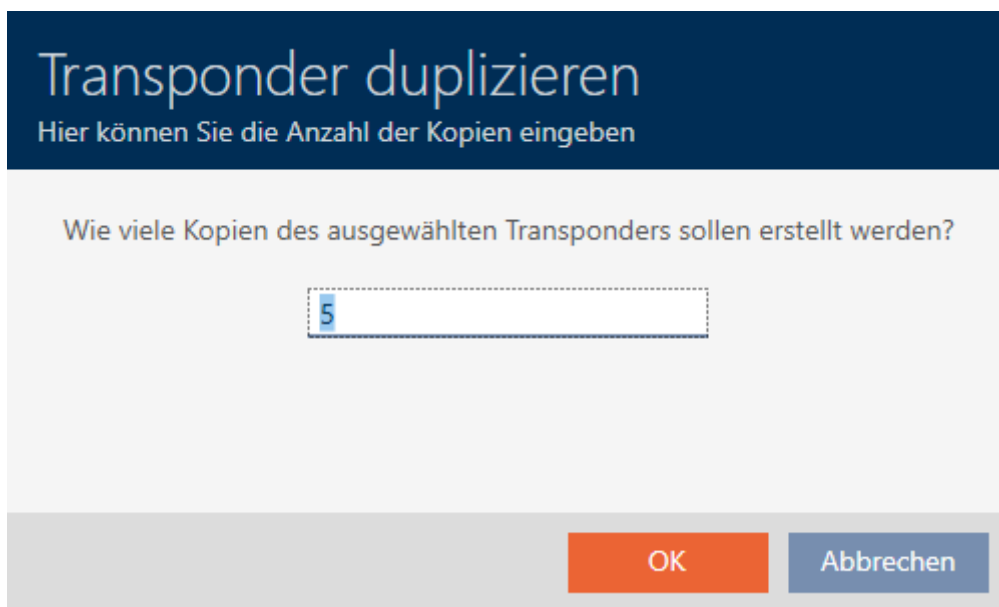 Transponder duplizieren
Hier können Sie die Anzahl der Kopien eingeben
Wie viele Kopien des ausgewählten Transponders sollen erstellt werden?
5
OK Abbrechen